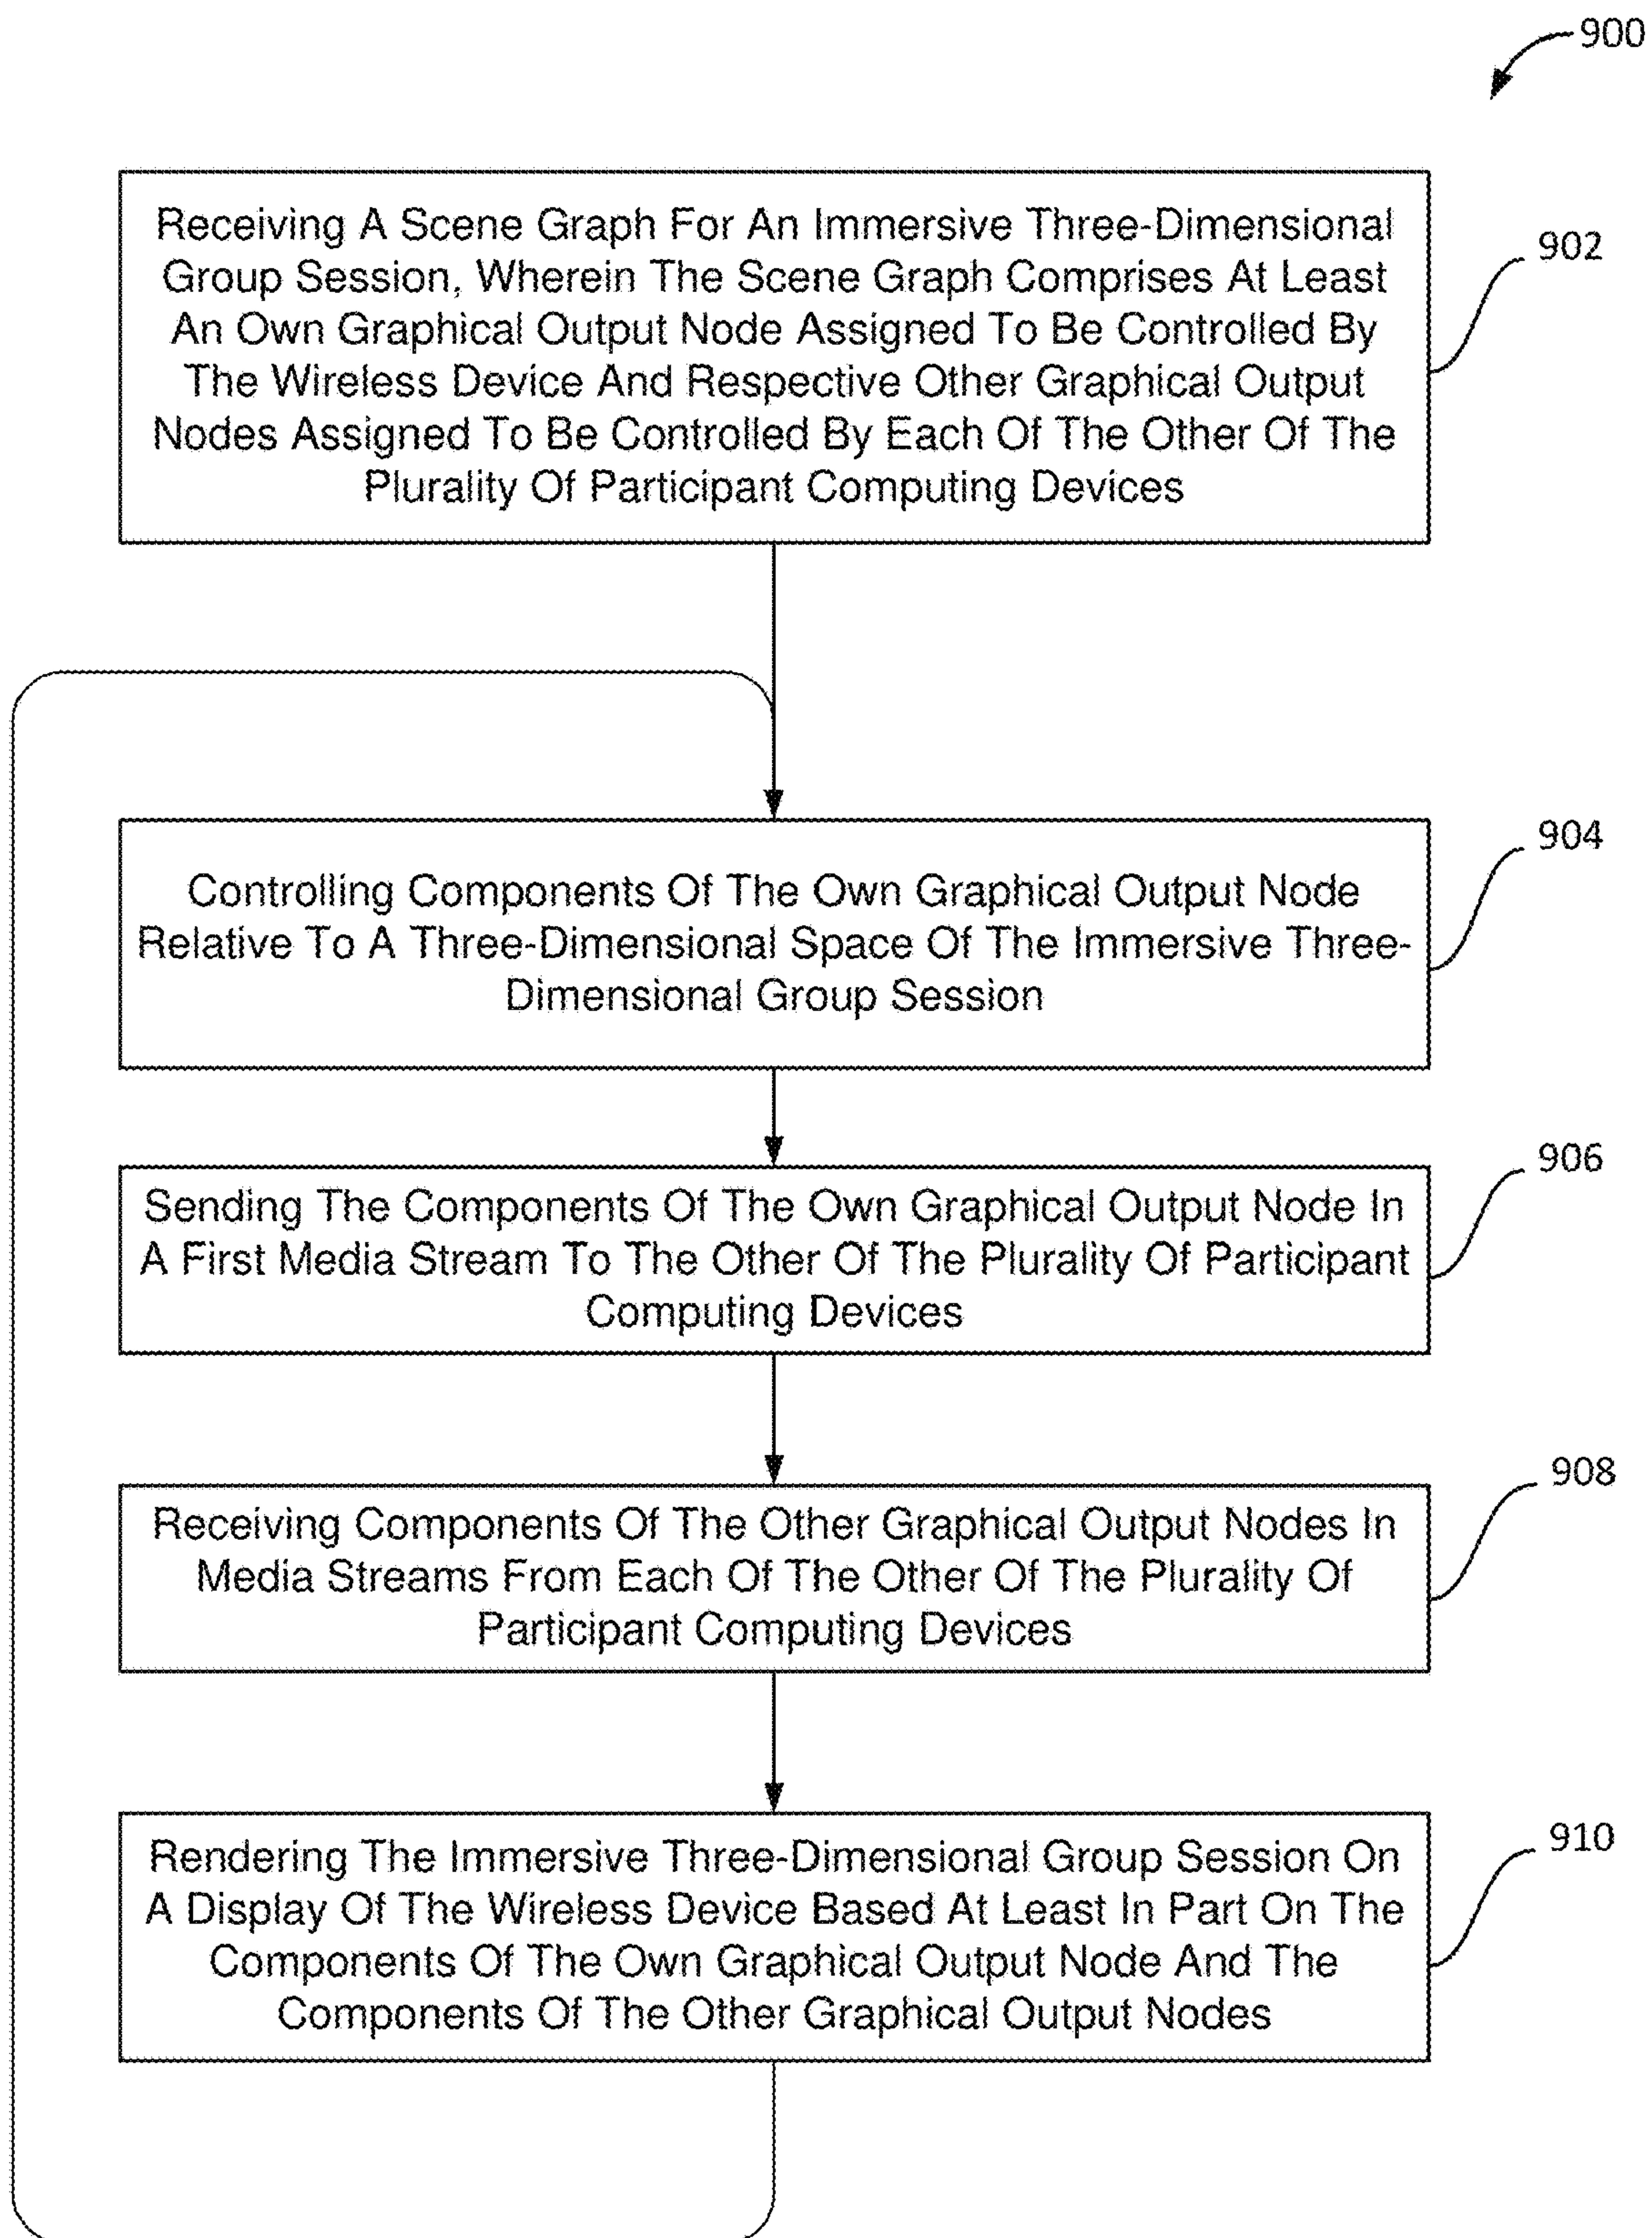 900
Receiving A Scene Graph For An Immersive Three-Dimensional
Group Session, Wherein The Scene Graph Comprises At Least
An Own Graphical Output Node Assigned To Be Controlled By
The Wireless Device And Respective Other Graphical Output
Nodes Assigned To Be Controlled By Each Of The Other Of The
Plurality Of Participant Computing Devices
902
Controlling Components Of The Own Graphical Output Node
Relative To A Three-Dimensional Space Of The Immersive Three-
Dimensional Group Session
904
Sending The Components Of The Own Graphical Output Node In
A First Media Stream To The Other Of The Plurality Of Participant
Computing Devices
906
Receiving Components Of The Other Graphical Output Nodes In
Media Streams From Each Of The Other Of The Plurality Of
Participant Computing Devices
908
Rendering The Immersive Three-Dimensional Group Session On
A Display Of The Wireless Device Based At Least In Part On The
Components Of The Own Graphical Output Node And The
Components Of The Other Graphical Output Nodes
910